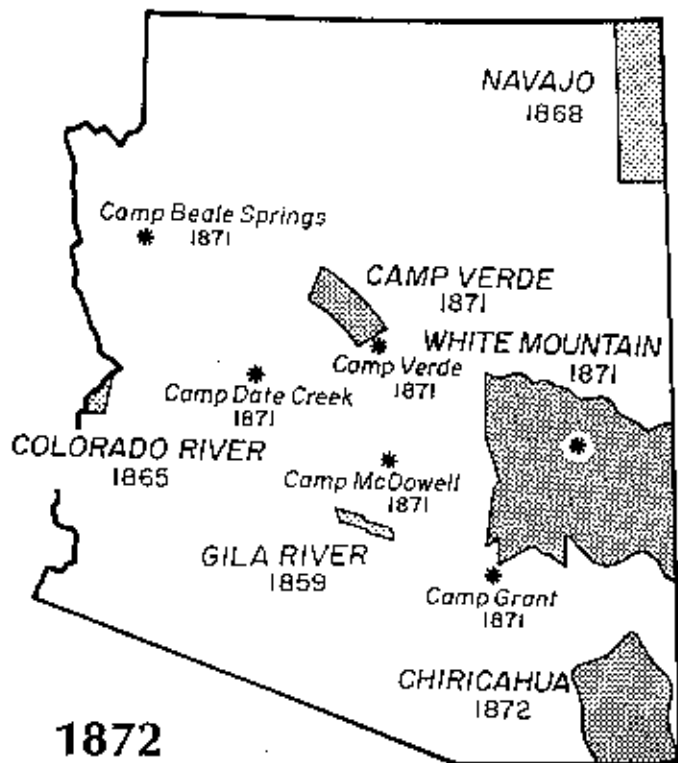 NAVAJO
1868
Camp Beale Springs
1871
CAMP VERDE
1871
WHITE MOUNTAIN
1871
Camp Verde
1871
Camp Date Creek
1871
COLORADO RIVER
1865
Camp McDowell
1871
GILA RIVER
1859
Camp Grant
1871
CHIRICAHUA
1872
1872